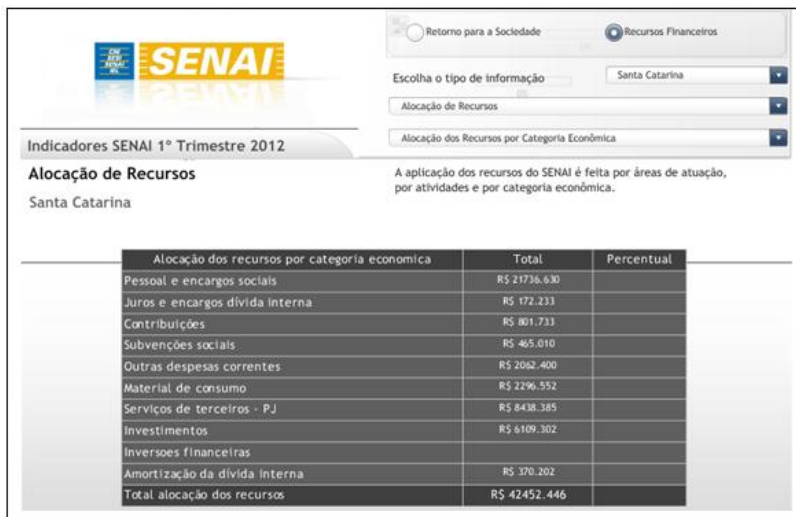 Retorno para a Sociedade
Recursos Financeiros
CNI
SESI
SENAI
IEL
SENAI
Escolha o tipo de informação
Santa Catarina
Alocação de Recursos
Alocação dos Recursos por Categoria Econômica
Indicadores SENAI 1º Trimestre 2012
Alocação de Recursos
Santa Catarina
A aplicação dos recursos do SENAI é feita por áreas de atuação,
por atividades e por categoria econômica.
Alocação dos recursos por categoria economica Total Percentual
Pessoal e encargos sociais R$ 21736.630
Juros e encargos dívida interna R$ 172.233
Contribuições R$ 801.733
Subvenções sociais R$ 465.010
Outras despesas correntes R$ 2062.400
Material de consumo R$ 2296.552
Serviços de terceiros - PJ R$ 8438.385
Investimentos R$ 6109.302
Inversoes financeiras
Amortização da dívida interna R$ 370.202
Total alocação dos recursos R$ 42452.446